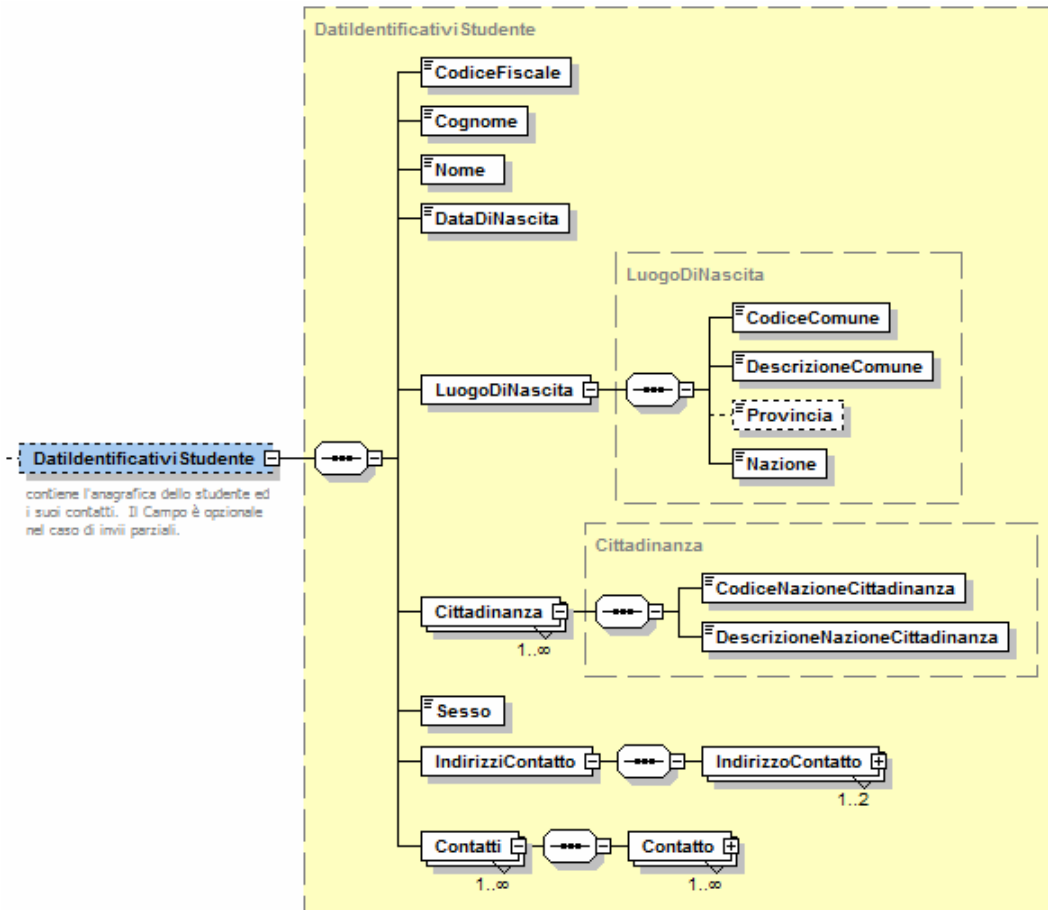 DatiIdentificativiStudente
CodiceFiscale
Cognome
Nome
DataDiNascita
LuogoDiNascita
LuogoDiNascita
CodiceComune
DescrizioneComune
Provincia
Nazione
DatiIdentificativiStudente
contiene l'anagrafica dello studente ed
i suoi contatti. Il Campo è opzionale
nel caso di invii parziali.
Cittadinanza
Cittadinanza
1..∞
CodiceNazioneCittadinanza
DescrizioneNazioneCittadinanza
Sesso
IndirizziContatto
IndirizzoContatto
1..2
Contatti
1..∞
Contatto
1..∞